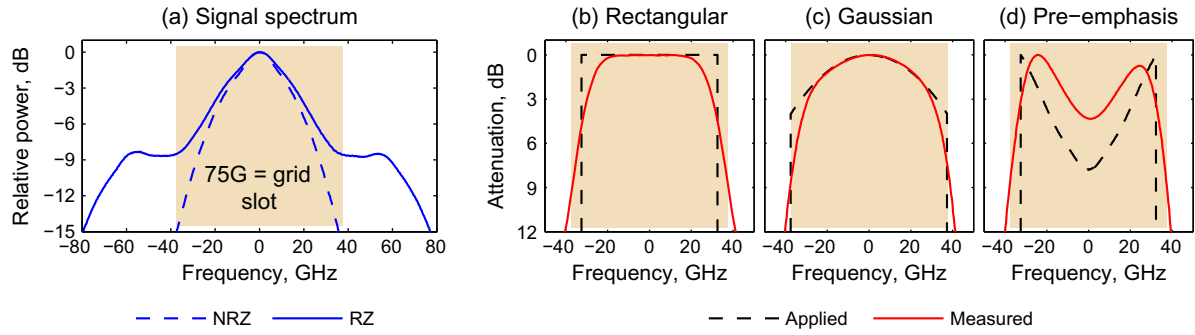 (a) Signal spectrum
(b) Rectangular
(c) Gaussian
(d) Pre−emphasis
Relative power, dB
0
−3
−6
−9
−12
−15
75G = grid
slot
−80 −60 −40 −20 0 20 40 60 80
Frequency, GHz
NRZ
RZ
Attenuation, dB
0
3
6
9
12
−40 −20 0 20 40
Frequency, GHz
−40 −20 0 20 40
Frequency, GHz
−40 −20 0 20 40
Frequency, GHz
Applied
Measured